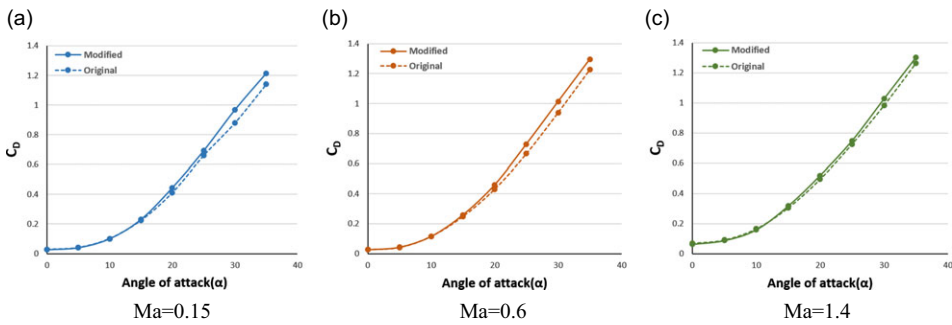 (a)
1.4
1.2
1
0.8
0.6
0.4
0.2
0
C_D
Modified
Original
0 10 20 30 40
Angle of attack(α)
Ma=0.15
(b)
1.4
1.2
1
0.8
0.6
0.4
0.2
0
C_D
Modified
Original
0 10 20 30 40
Angle of attack(α)
Ma=0.6
(c)
1.4
1.2
1
0.8
0.6
0.4
0.2
0
C_D
Modified
Original
0 10 20 30 40
Angle of attack(α)
Ma=1.4